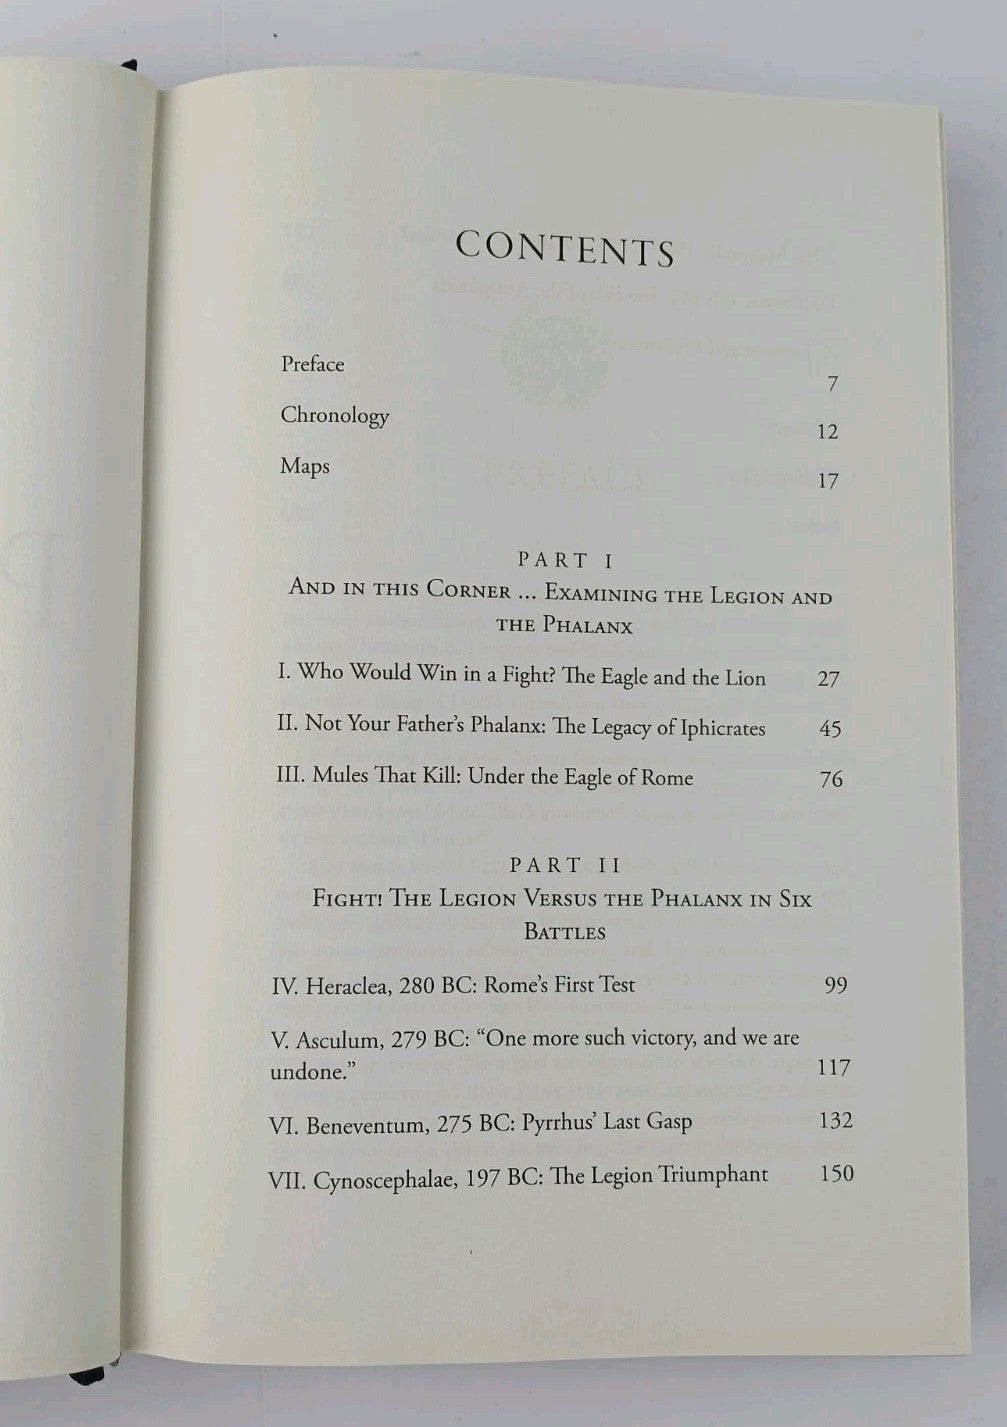 CONTENTS
Preface 7
Chronology 12
Maps 17
PART I
And in this Corner ... Examining the Legion and
the Phalanx
I. Who Would Win in a Fight? The Eagle and the Lion 27
II. Not Your Father's Phalanx: The Legacy of Iphicrates 45
III. Mules That Kill: Under the Eagle of Rome 76
PART II
Fight! The Legion Versus the Phalanx in Six
Battles
IV. Heraclea, 280 BC: Rome's First Test 99
V. Asculum, 279 BC: “One more such victory, and we are
undone.” 117
VI. Beneventum, 275 BC: Pyrrhus' Last Gasp 132
VII. Cynoscephalae, 197 BC: The Legion Triumphant 150